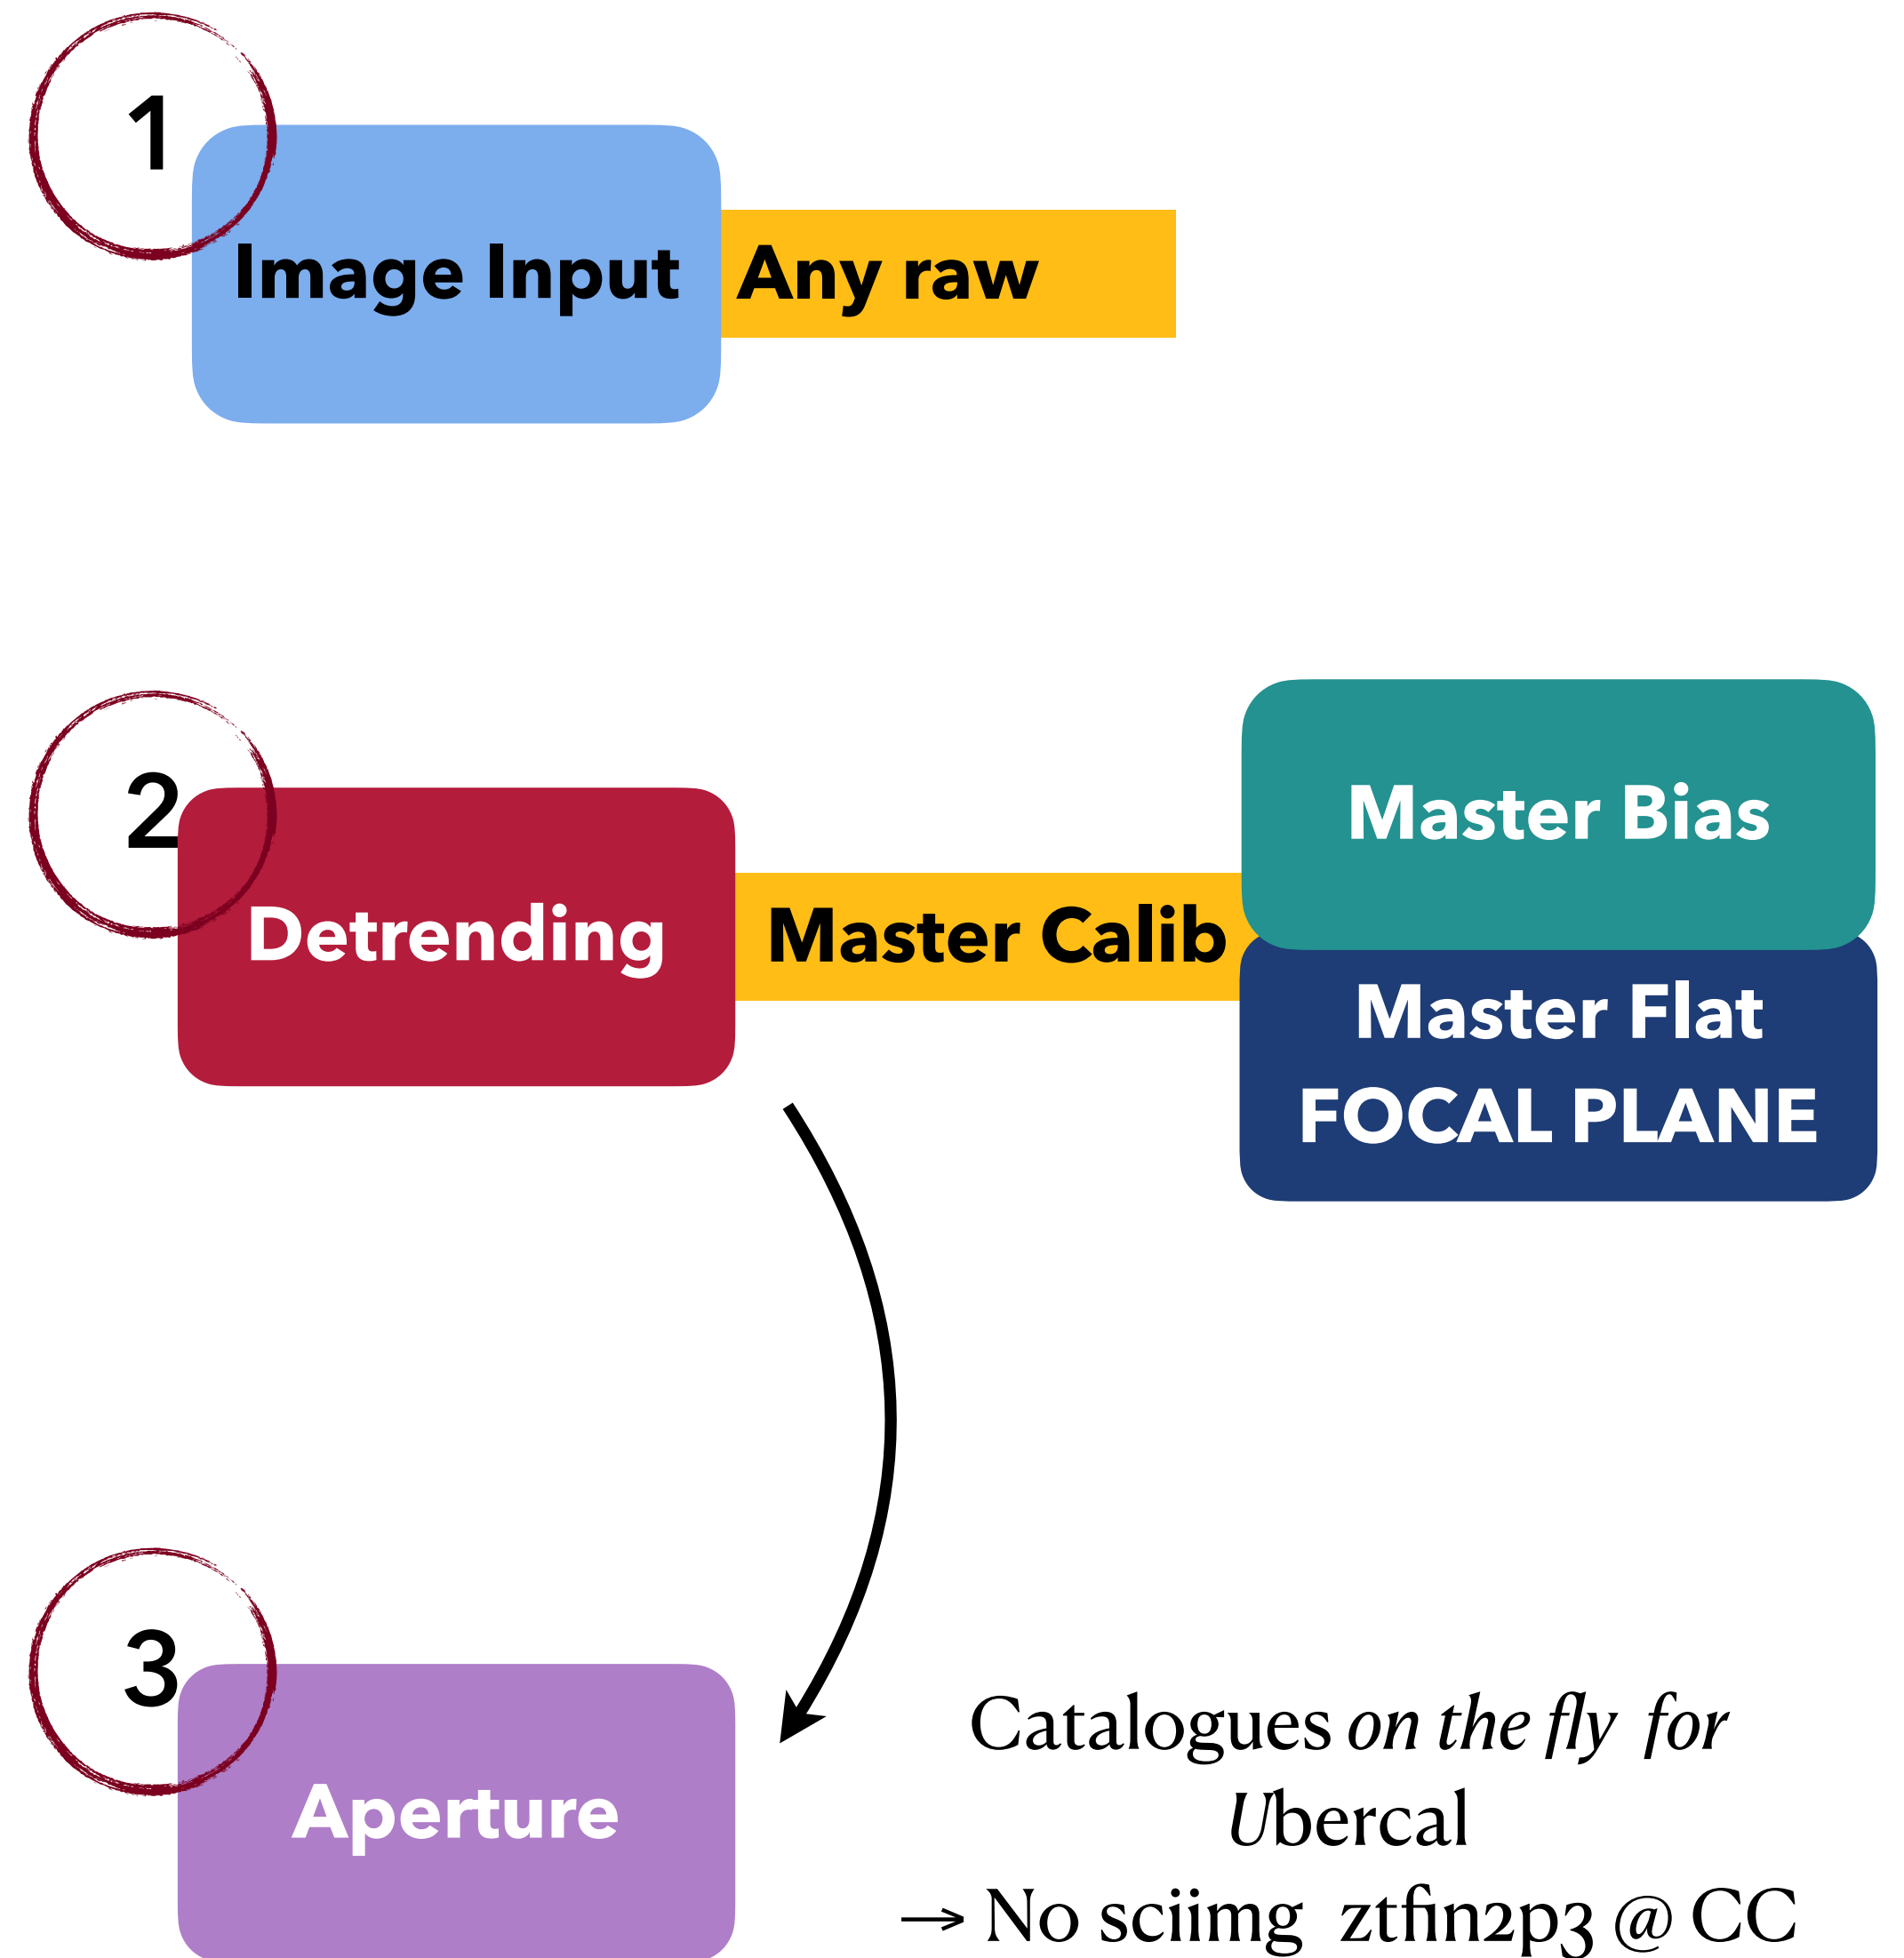 1
Image Input
Any raw
2
Detrending
Master Calib
Master Bias
Master Flat
FOCAL PLANE
3
Aperture
Catalogues on the fly for
Ubercal
→ No sciimg ztfin2p3 @ CC